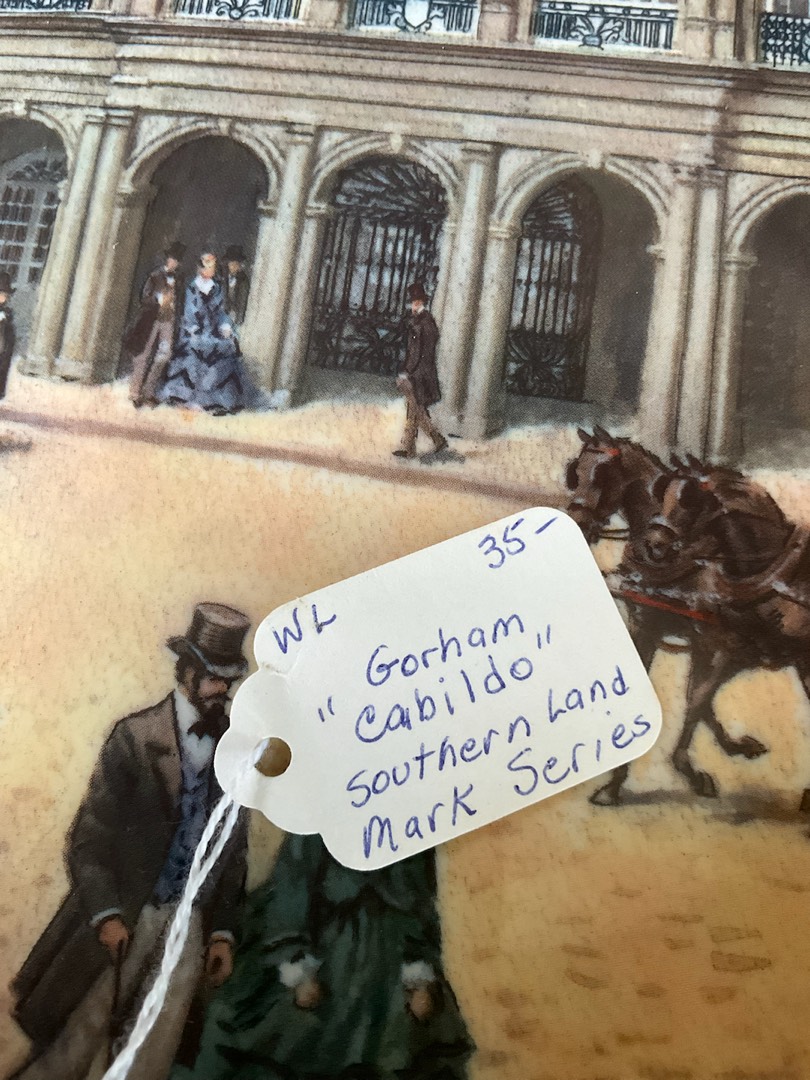 35-
WL
Gorham
"Cabildo"
Southern Land
Mark Series